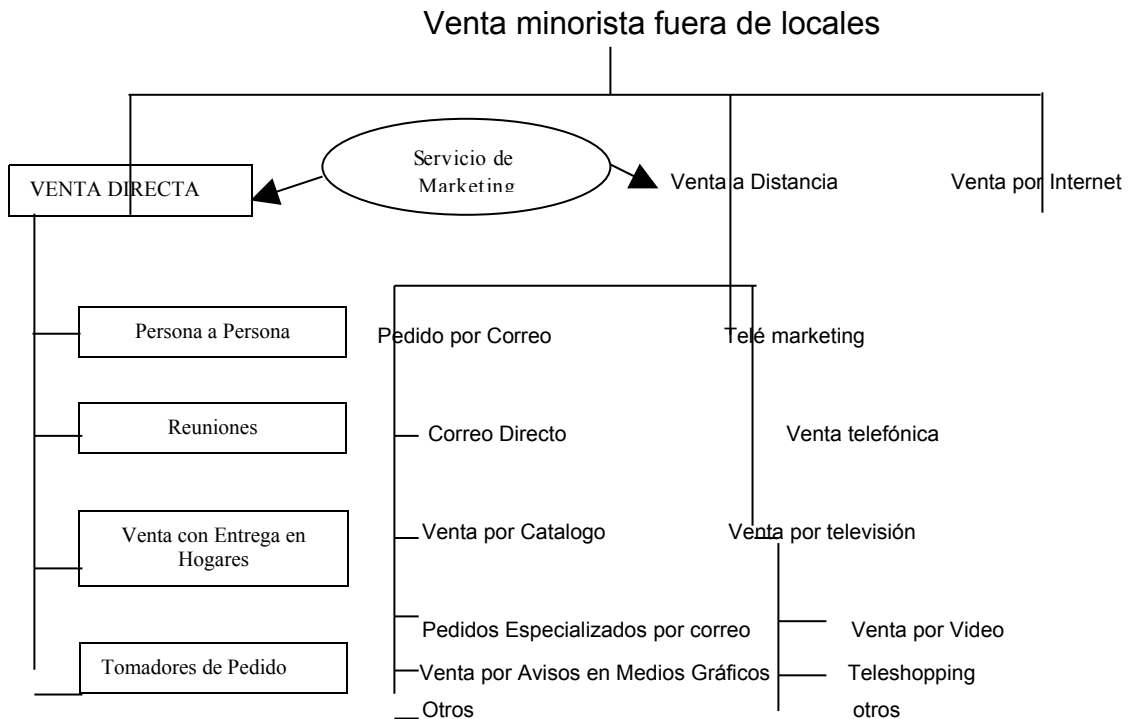 Venta minorista fuera de locales
Servicio de
Marketing
VENTA DIRECTA
Venta a Distancia
Venta por Internet
Persona a Persona
Pedido por Correo
Telé marketing
Reuniones
Correo Directo
Venta telefónica
Venta con Entrega en
Hogares
Venta por Catalogo
Venta por televisión
Pedidos Especializados por correo
Venta por Video
Tomadores de Pedido
Venta por Avisos en Medios Gráficos
Teleshopping
Otros
otros